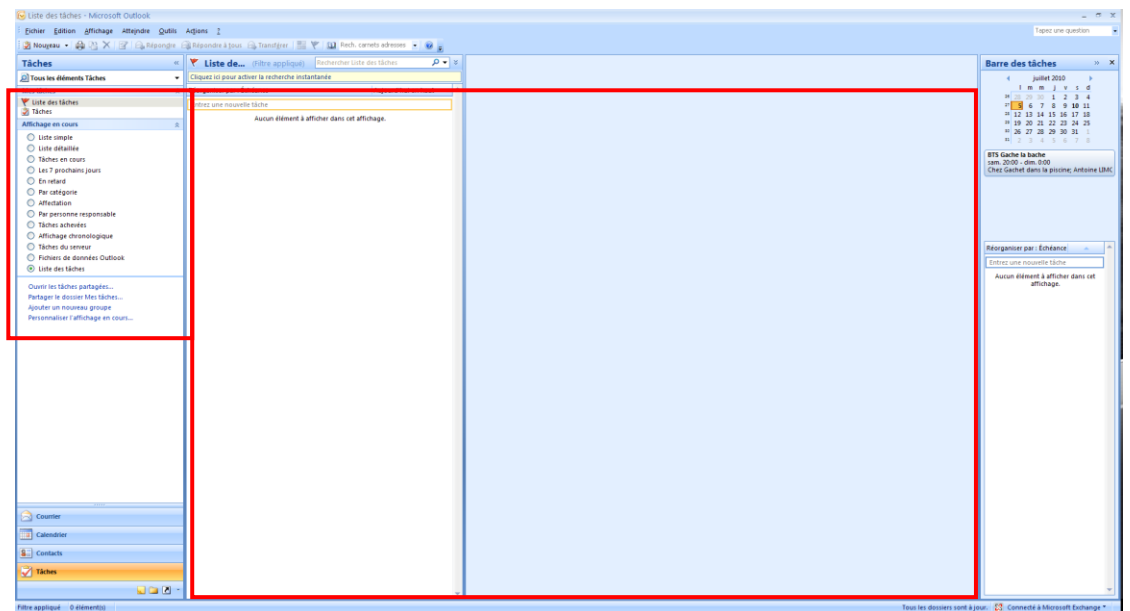 Liste des tâches - Microsoft Outlook
Fichier Edition Affichage Atteindre Outils Actions ?
Tapez une question
Nouveau Répondre Répondre à tous Transférer Rech. carnets adresses
Tâches «
Tous les éléments Tâches
Liste des tâches
Tâches
Affichage en cours
Liste simple
Liste détaillée
Tâches en cours
Les 7 prochains jours
En retard
Par catégorie
Affectation
Par personne responsable
Tâches achevées
Affichage chronologique
Tâches du serveur
Fichiers de données Outlook
Liste des tâches
Ouvrir les tâches partagées...
Partager le dossier Mes tâches...
Ajouter un nouveau groupe
Personnaliser l'affichage en cours...
Courrier
Calendrier
Contacts
Tâches
Liste de... (Filtre appliqué) Rechercher Liste des tâches
Cliquez ici pour activer la recherche instantanée
Entrez une nouvelle tâche
Aucun élément à afficher dans cet affichage.
Barre des tâches »
juillet 2010
l m m j v s d
26 28 29 30 1 2 3 4
27 5 6 7 8 9 10 11
28 12 13 14 15 16 17 18
29 19 20 21 22 23 24 25
30 26 27 28 29 30 31 1
31 2 3 4 5 6 7 8
BTS Gache la bache
sam. 20:00 - dim. 0:00
Chez Gachet dans la piscine; Antoine LIMC
Réorganiser par : Échéance
Entrez une nouvelle tâche
Aucun élément à afficher dans cet
affichage.
Filtre appliqué 0 élément(s)
Tous les dossiers sont à jour. Connecté à Microsoft Exchange